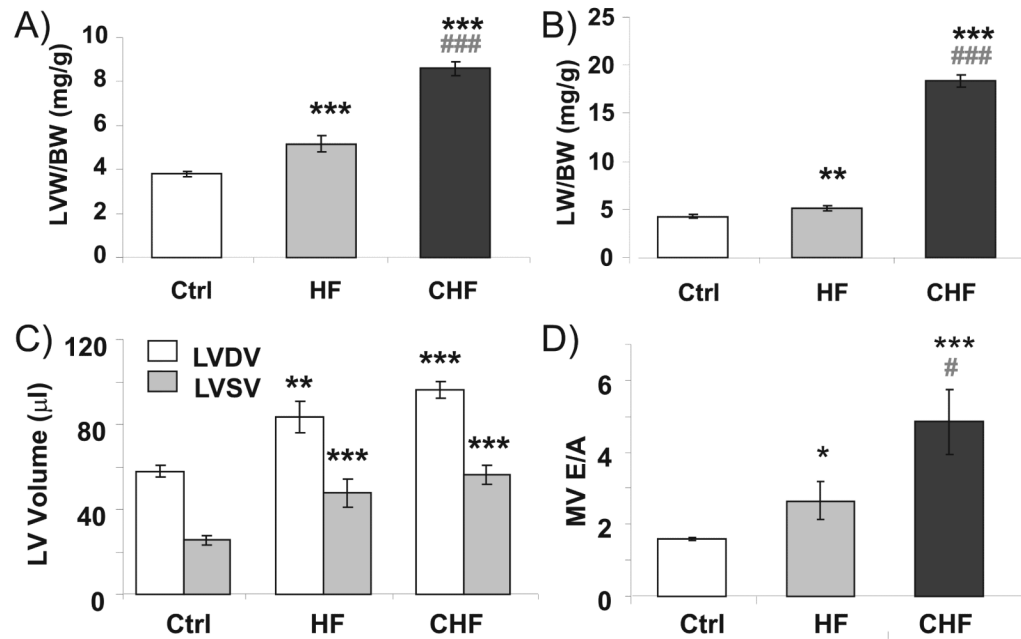 A)
LVW/BW (mg/g)
10
8
6
4
2
0
***
***
###
Ctrl HF CHF
B)
LW/BW (mg/g)
25
20
15
10
5
0
**
***
###
Ctrl HF CHF
C)
LV Volume (µl)
120
80
40
0
LVDV
LVSV
**
***
***
***
Ctrl HF CHF
D)
MV E/A
6
4
2
0
*
***
#
Ctrl HF CHF